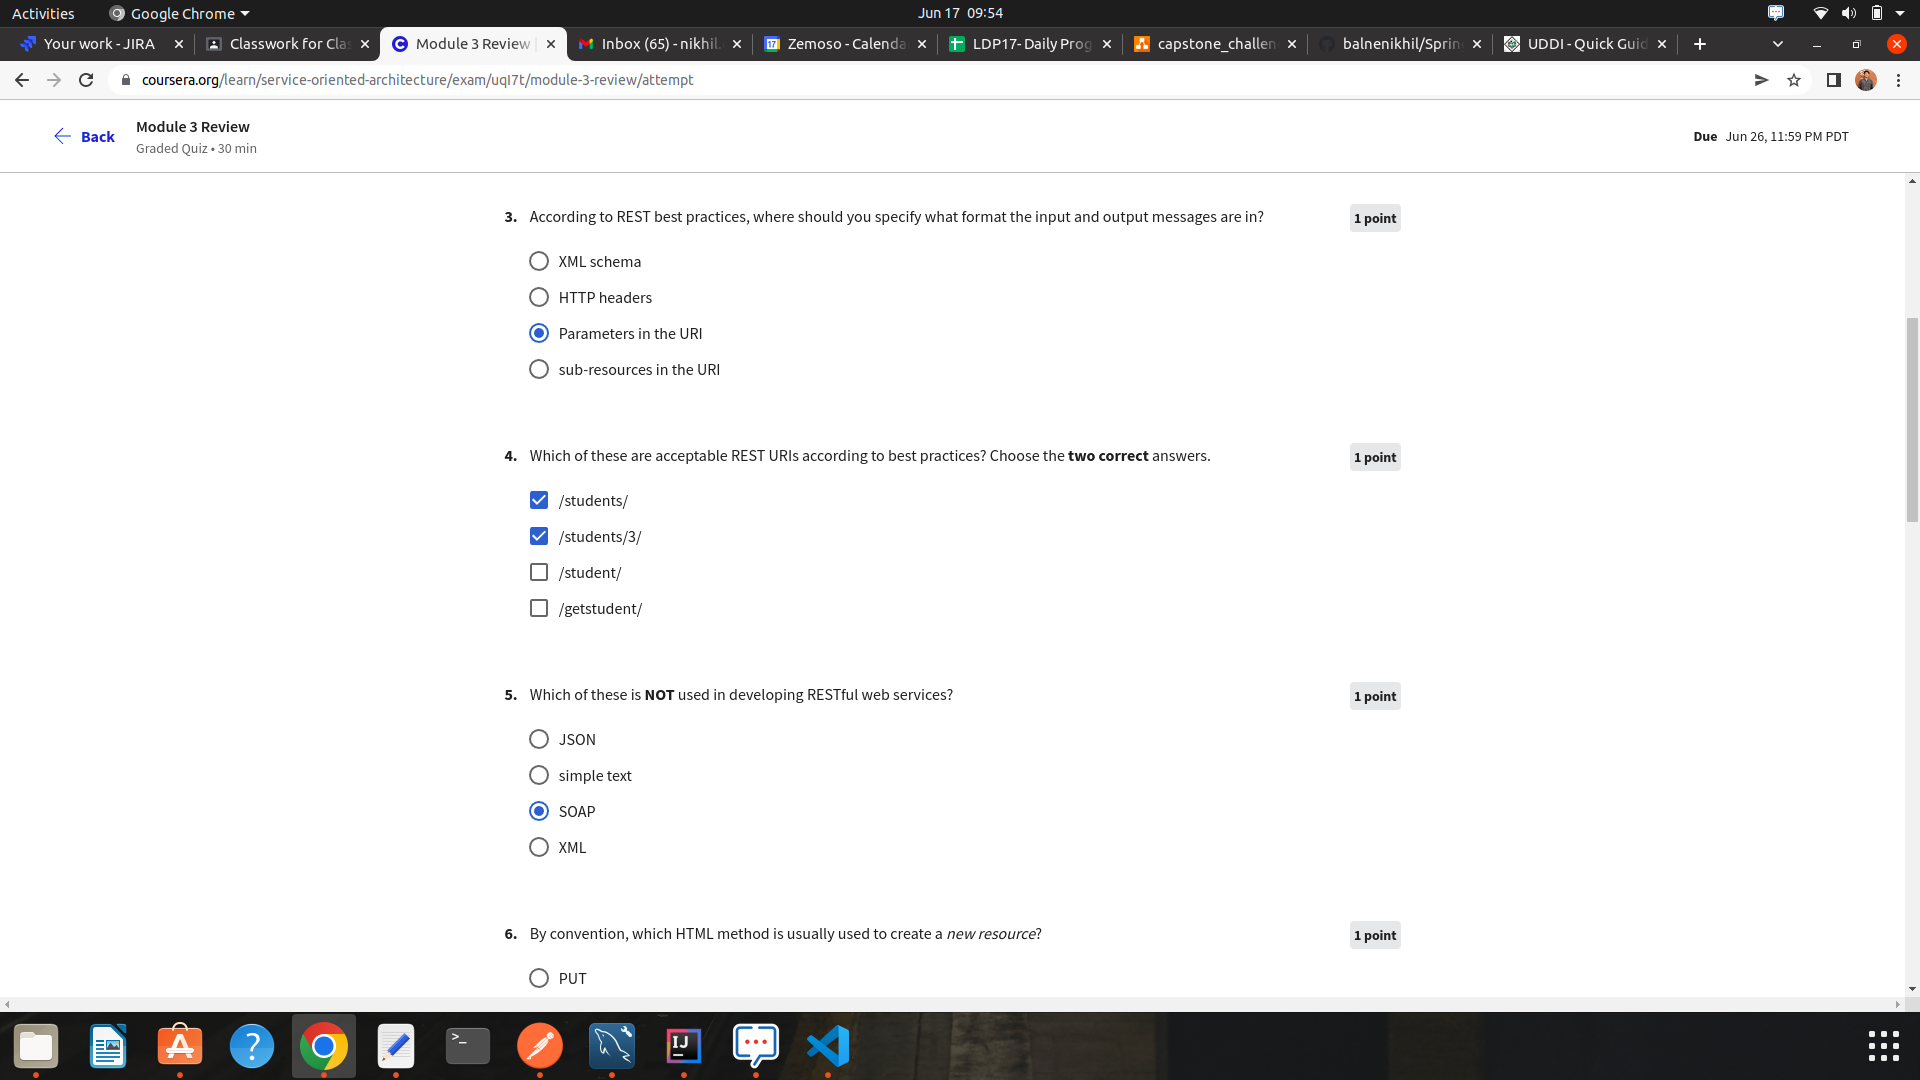 Activities
Google Chrome
Jun 17 09:54
Your work - JIRA
Classwork for Clas
Module 3 Review |
Inbox (65) - nikhil.
Zemoso - Calenda
LDP17- Daily Prog
capstone_challen
balnenikhil/Sprin
UDDI - Quick Guid
coursera.org/learn/service-oriented-architecture/exam/uqI7t/module-3-review/attempt
Back
Module 3 Review
Graded Quiz • 30 min
Due Jun 26, 11:59 PM PDT
3. According to REST best practices, where should you specify what format the input and output messages are in?
1 point
XML schema
HTTP headers
Parameters in the URI
sub-resources in the URI
4. Which of these are acceptable REST URIs according to best practices? Choose the two correct answers.
1 point
/students/
/students/3/
/student/
/getstudent/
5. Which of these is NOT used in developing RESTful web services?
1 point
JSON
simple text
SOAP
XML
6. By convention, which HTML method is usually used to create a new resource?
1 point
PUT